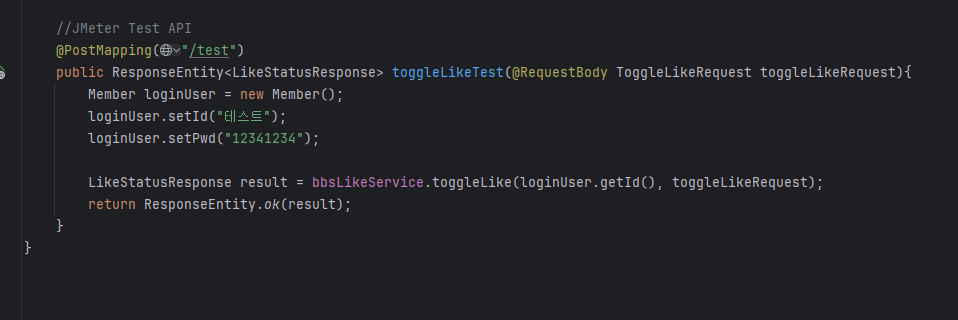 //JMeter Test API
@PostMapping("/test")
public ResponseEntity<LikeStatusResponse> toggleLikeTest(@RequestBody ToggleLikeRequest toggleLikeRequest){
Member loginUser = new Member();
loginUser.setId("테스트");
loginUser.setPwd("12341234");
LikeStatusResponse result = bbsLikeService.toggleLike(loginUser.getId(), toggleLikeRequest);
return ResponseEntity.ok(result);
}
}